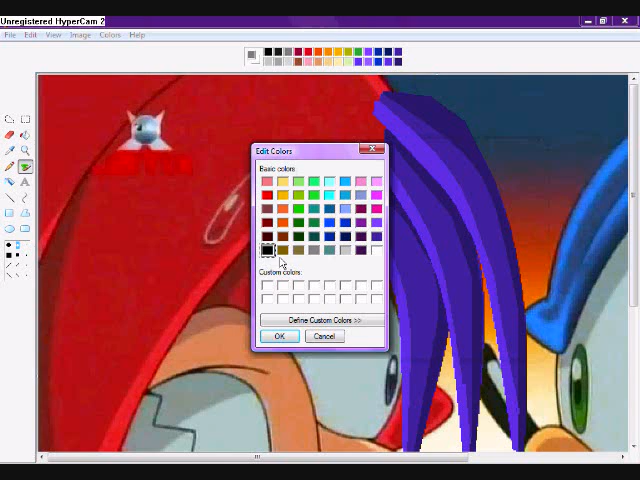 Unregistered HyperCam 2
File Edit View Image Colors Help
Edit Colors
Basic colors:
Custom colors:
Define Custom Colors >>
OK Cancel